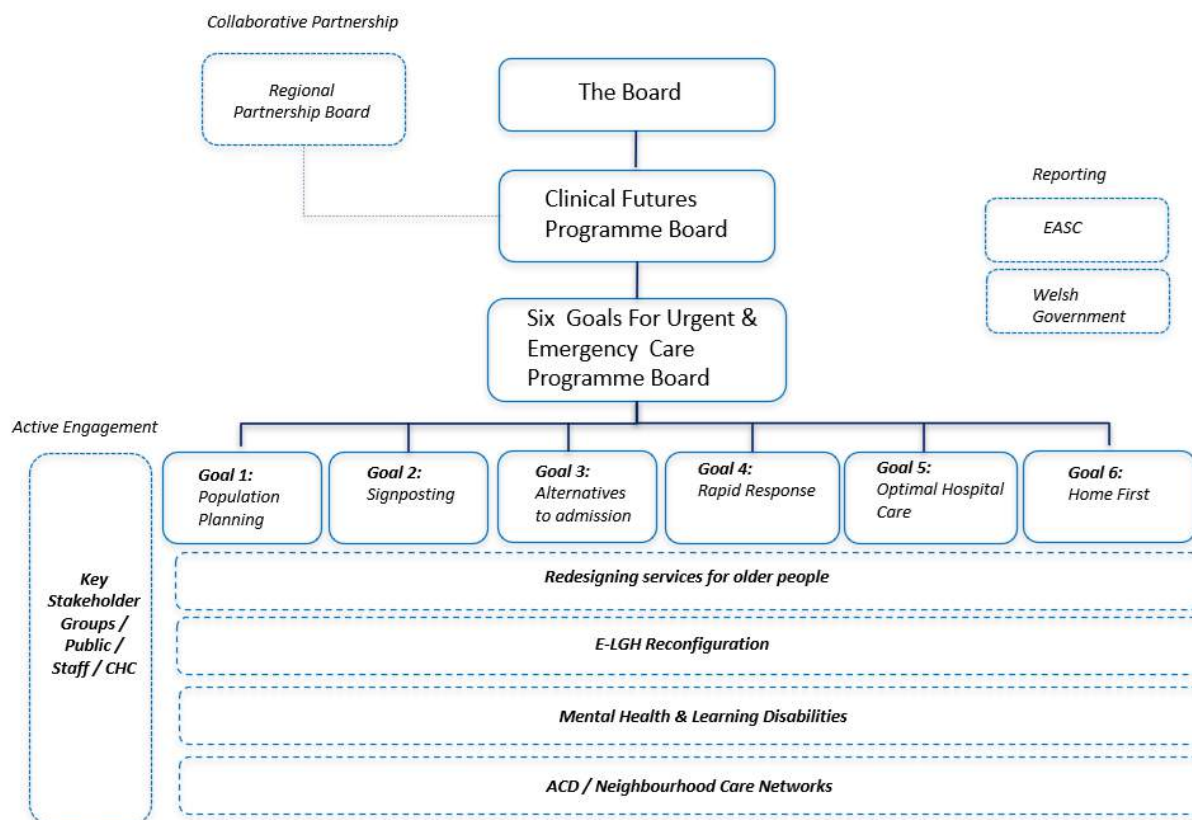 Collaborative Partnership
Regional
Partnership Board
The Board
Clinical Futures
Programme Board
Reporting
EASC
Welsh
Government
Six Goals For Urgent &
Emergency Care
Programme Board
Active Engagement
Key
Stakeholder
Groups /
Public /
Staff / CHC
Goal 1:
Population
Planning
Goal 2:
Signposting
Goal 3:
Alternatives
to admission
Goal 4:
Rapid Response
Goal 5:
Optimal Hospital
Care
Goal 6:
Home First
Redesigning services for older people
E-LGH Reconfiguration
Mental Health & Learning Disabilities
ACD / Neighbourhood Care Networks